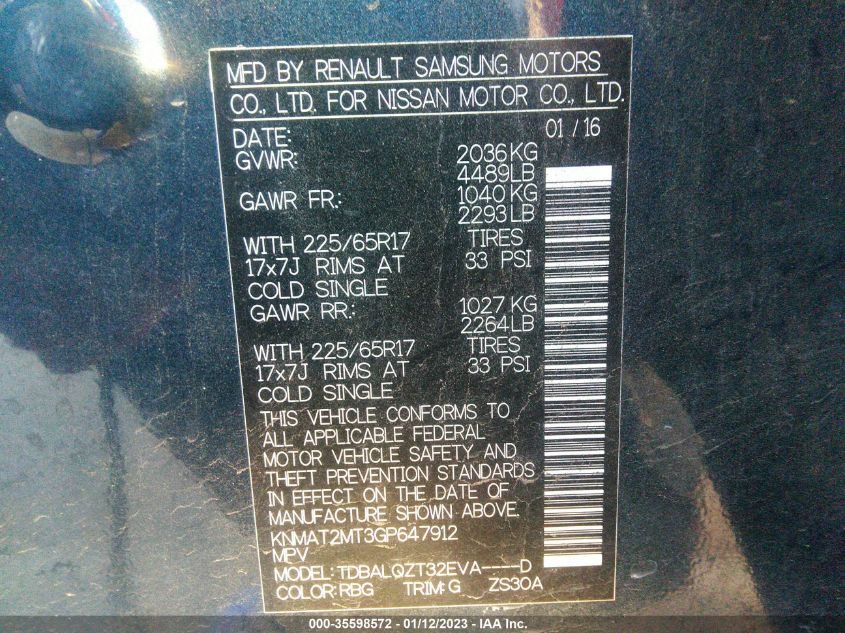 MFD BY RENAULT SAMSUNG MOTORS
CO., LTD. FOR NISSAN MOTOR CO., LTD.
DATE: 01 / 16
GVWR: 2036KG
4489LB
GAWR FR.: 1040 KG
2293LB
WITH 225/65R17 TIRES
17x7J RIMS AT 33 PSI
COLD SINGLE
GAWR RR.: 1027 KG
2264LB
WITH 225/65R17 TIRES
17x7J RIMS AT 33 PSI
COLD SINGLE
THIS VEHICLE CONFORMS TO
ALL APPLICABLE FEDERAL
MOTOR VEHICLE SAFETY AND
THEFT PREVENTION STANDARDS
IN EFFECT ON THE DATE OF
MANUFACTURE SHOWN ABOVE.
KNMAT2MT3GP647912
MPV
MODEL: TDBALQZT32EVA----D
COLOR: RBG TRIM: G ZS30A
000-35598572 - 01/12/2023 - IAA Inc.